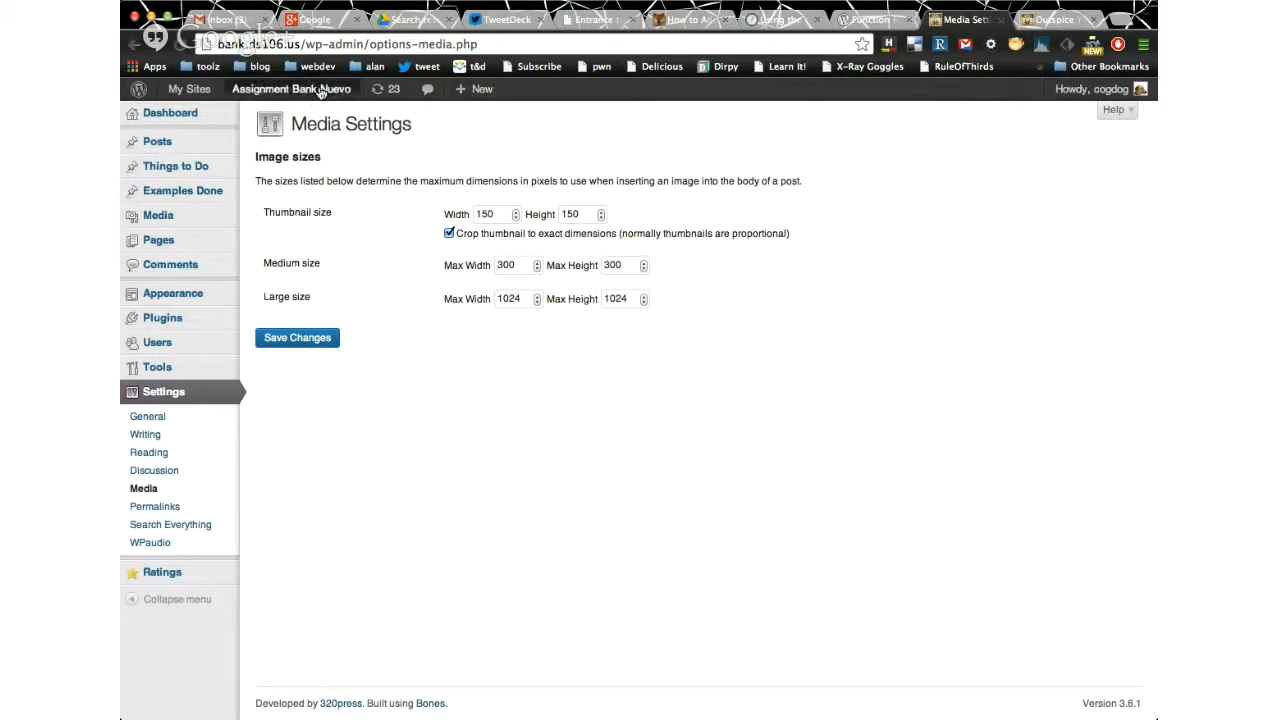 Inbox (3)
Google
Search re
TweetDeck
Entrance
How to A
Using the
Function
Media Set
Outspice
Google+
bank.ds106.us/wp-admin/options-media.php
Apps toolz blog webdev alan tweet t&d Subscribe pwn Delicious Dirpy Learn It! X-Ray Goggles RuleOfThirds Other Bookmarks
NEW!
My Sites Assignment Bank Nuevo 23 + New Howdy, cogdog
Help
Dashboard
Posts
Things to Do
Examples Done
Media
Pages
Comments
Appearance
Plugins
Users
Tools
Settings
General
Writing
Reading
Discussion
Media
Permalinks
Search Everything
WPaudio
Ratings
Collapse menu
Media Settings
Image sizes
The sizes listed below determine the maximum dimensions in pixels to use when inserting an image into the body of a post.
Thumbnail size Width 150 Height 150
Crop thumbnail to exact dimensions (normally thumbnails are proportional)
Medium size Max Width 300 Max Height 300
Large size Max Width 1024 Max Height 1024
Save Changes
Developed by 320press. Built using Bones. Version 3.6.1